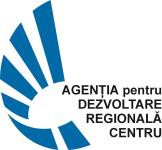 AGENȚIA pentru
DEZVOLTARE
REGIONALĂ
CENTRU